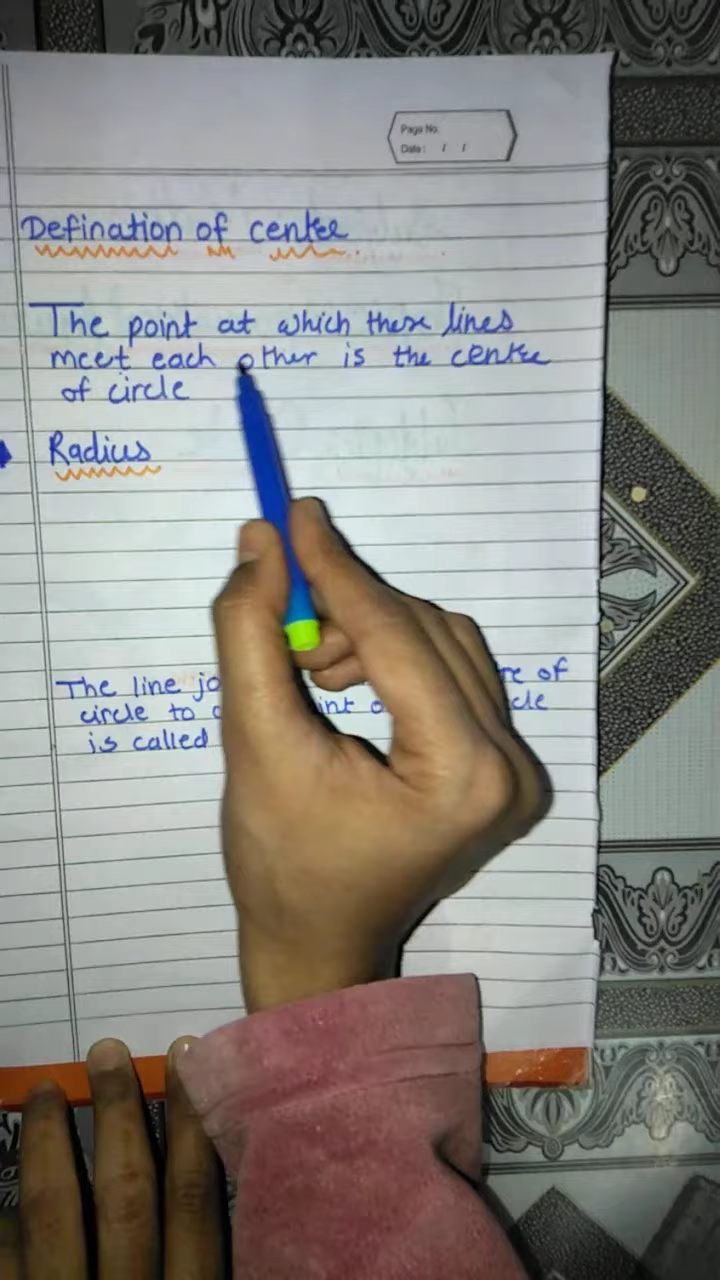 Page No.
Date: / /
Defination of centre
The point at which these lines
meet each other is the centre
of circle
Radius
The line jo re of
circle to int cle
is called